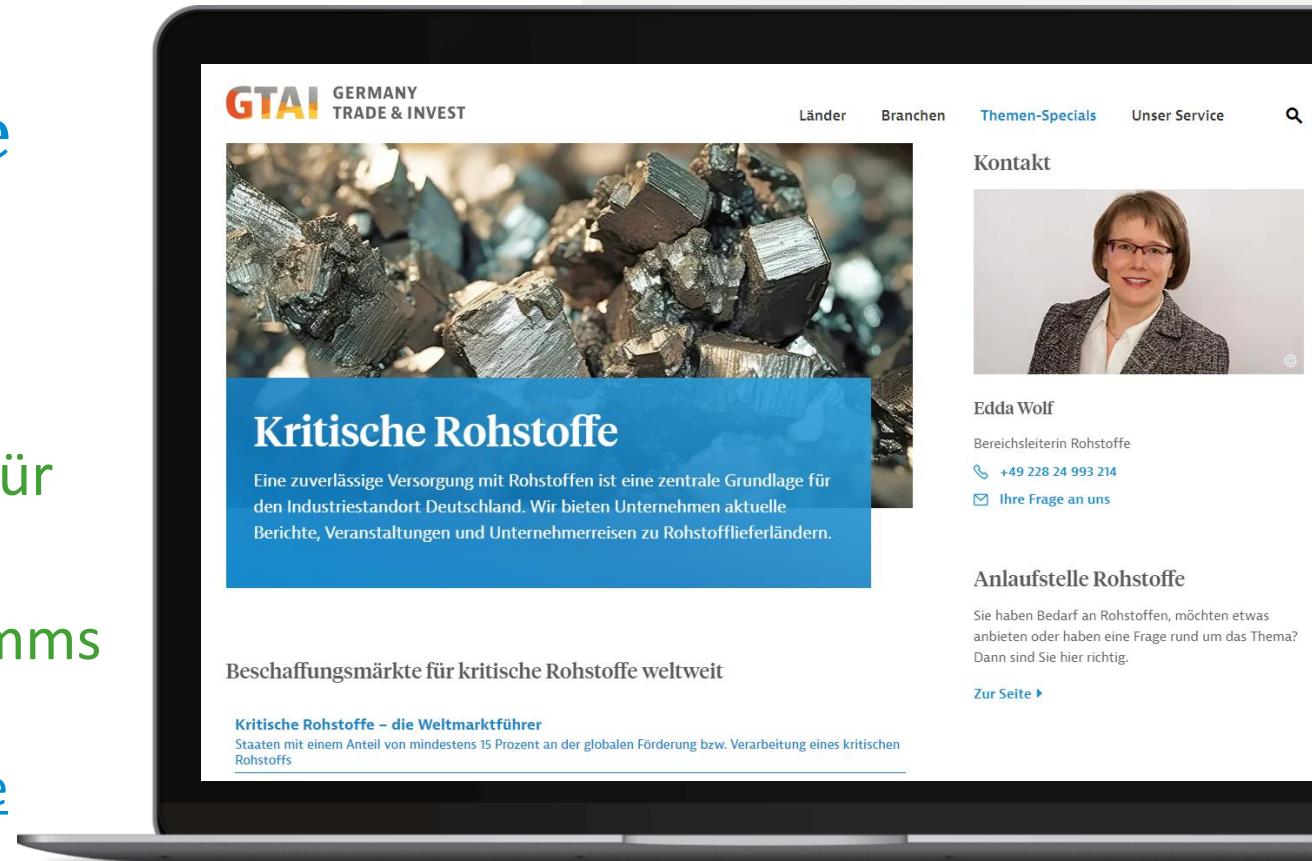 GTAI GERMANY
TRADE & INVEST
Länder Branchen Themen-Specials Unser Service
Kritische Rohstoffe
Eine zuverlässige Versorgung mit Rohstoffen ist eine zentrale Grundlage für
den Industriestandort Deutschland. Wir bieten Unternehmen aktuelle
Berichte, Veranstaltungen und Unternehmerreisen zu Rohstofflieferländern.
Beschaffungsmärkte für kritische Rohstoffe weltweit
Kritische Rohstoffe – die Weltmarktführer
Staaten mit einem Anteil von mindestens 15 Prozent an der globalen Förderung bzw. Verarbeitung eines kritischen
Rohstoffs
Kontakt
©
Edda Wolf
Bereichsleiterin Rohstoffe
+49 228 24 993 214
Ihre Frage an uns
Anlaufstelle Rohstoffe
Sie haben Bedarf an Rohstoffen, möchten etwas
anbieten oder haben eine Frage rund um das Thema?
Dann sind Sie hier richtig.
Zur Seite